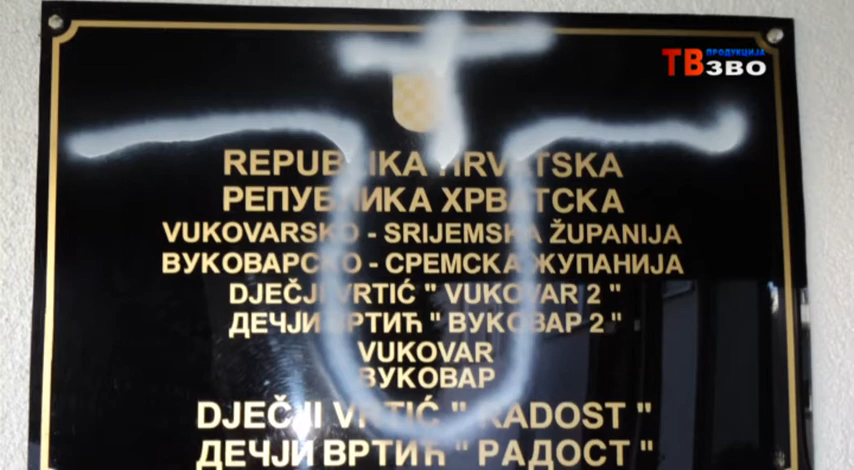 ТВ ПРОДУКЦИЈА
ЗВО
REPUBLIKA HRVATSKA
РЕПУБЛИКА ХРВАТСКА
VUKOVARSKO - SRIJEMSKA ŽUPANIJA
ВУКОВАРСКО - СРЕМСКА ЖУПАНИЈА
DJEČJI VRTIĆ " VUKOVAR 2 "
ДЕЧЈИ ВРТИЋ " ВУКОВАР 2 "
VUKOVAR
ВУКОВАР
DJEČJI VRTIĆ " RADOST "
ДЕЧЈИ ВРТИЋ " РАДОСТ "